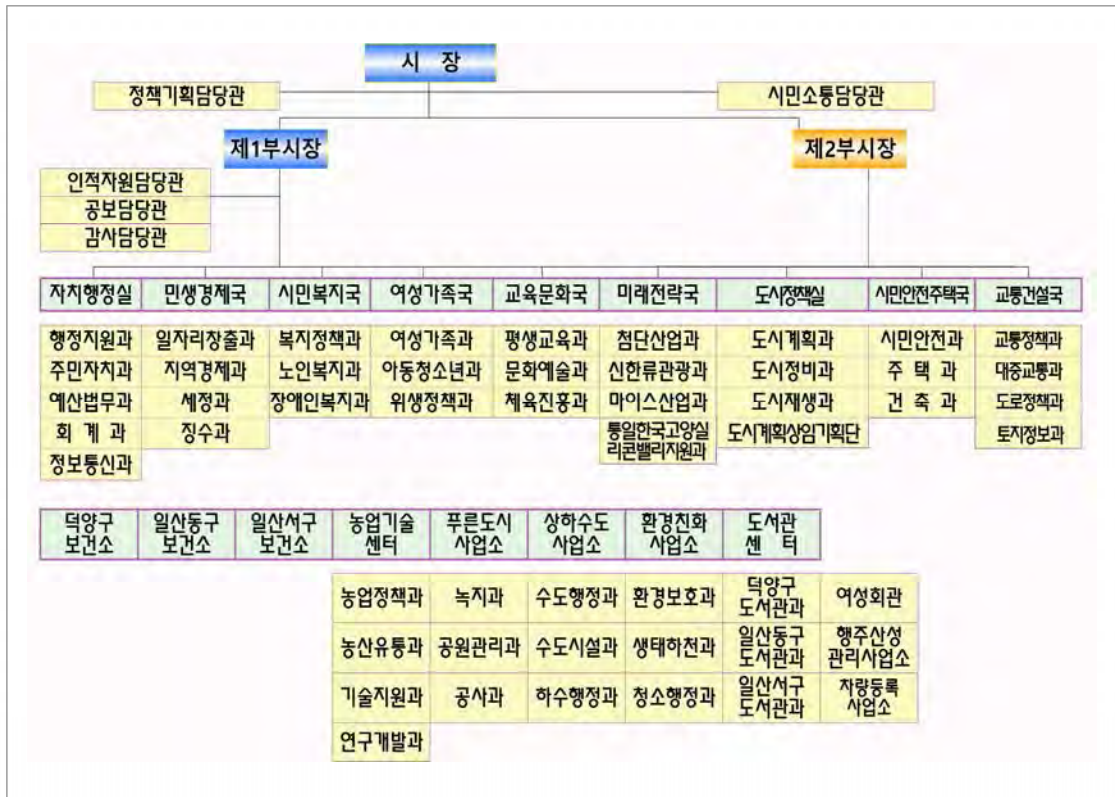 시 장
정책기획담당관 시민소통담당관
제1부시장 제2부시장
인적자원담당관
공보담당관
감사담당관
자치행정실 민생경제국 시민복지국 여성가족국 교육문화국 미래전략국 도시정책실 시민안전주택국 교통건설국
행정지원과 일자리창출과 복지정책과 여성가족과 평생교육과 첨단산업과 도시계획과 시민안전과 교통정책과
주민자치과 지역경제과 노인복지과 아동청소년과 문화예술과 신한류관광과 도시정비과 주 택 과 대중교통과
예산법무과 세정과 장애인복지과 위생정책과 체육진흥과 마이스산업과 도시재생과 건 축 과 도로정책과
회 계 과 징수과 통일한국고양실 도시계획상임기획단 토지정보과
리콘밸리지원과
정보통신과
덕양구 일산동구 일산서구 농업기술 푸른도시 상하수도 환경친화 도서관
보건소 보건소 보건소 센터 사업소 사업소 사업소 센 터
농업정책과 녹지과 수도행정과 환경보호과 덕양구 여성회관
도서관과
농산유통과 공원관리과 수도시설과 생태하천과 일산동구 행주산성
도서관과 관리사업소
기술지원과 공사과 하수행정과 청소행정과 일산서구 차량등록
도서관과 사업소
연구개발과